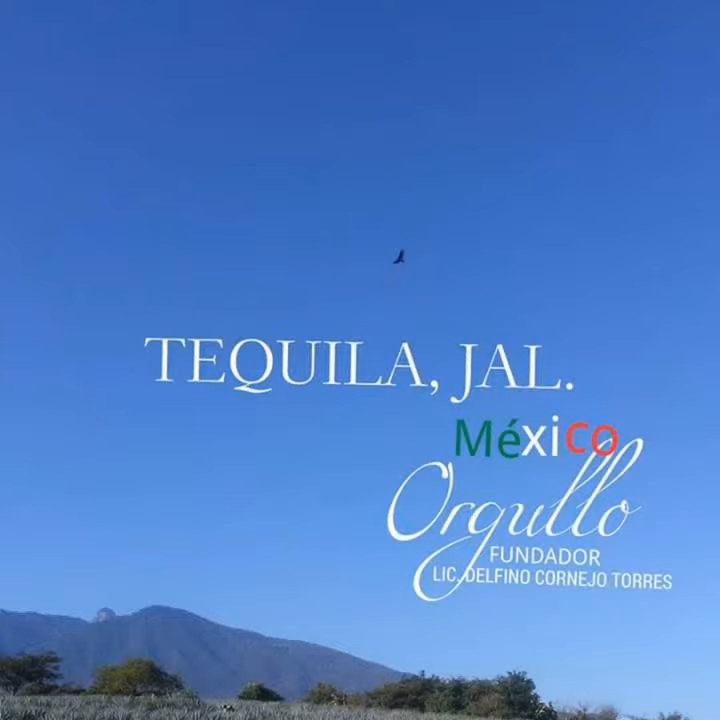 TEQUILA, JAL.
México
Orgullo
FUNDADOR
LIC. DELFINO CORNEJO TORRES